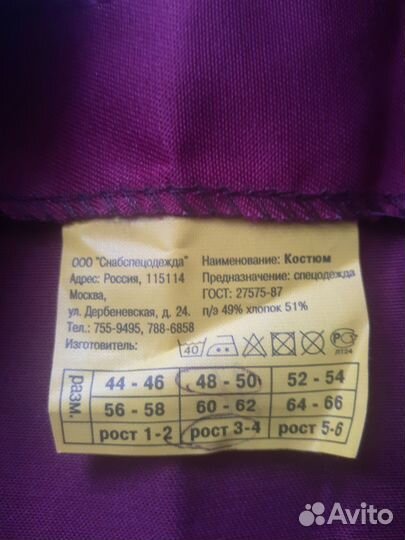 ООО "Снабспецодежда"
Адрес: Россия, 115114
Москва,
ул. Дербеневская, д. 24.
Тел.: 755-9495, 788-6858
Изготовитель:
Наименование: Костюм
Предназначение: спецодежда
ГОСТ: 27575-87
п/э 49% хлопок 51%
40
ЛТ24
разм.
44 - 46 48 - 50 52 - 54
56 - 58 60 - 62 64 - 66
рост 1-2 рост 3-4 рост 5-6
Avito